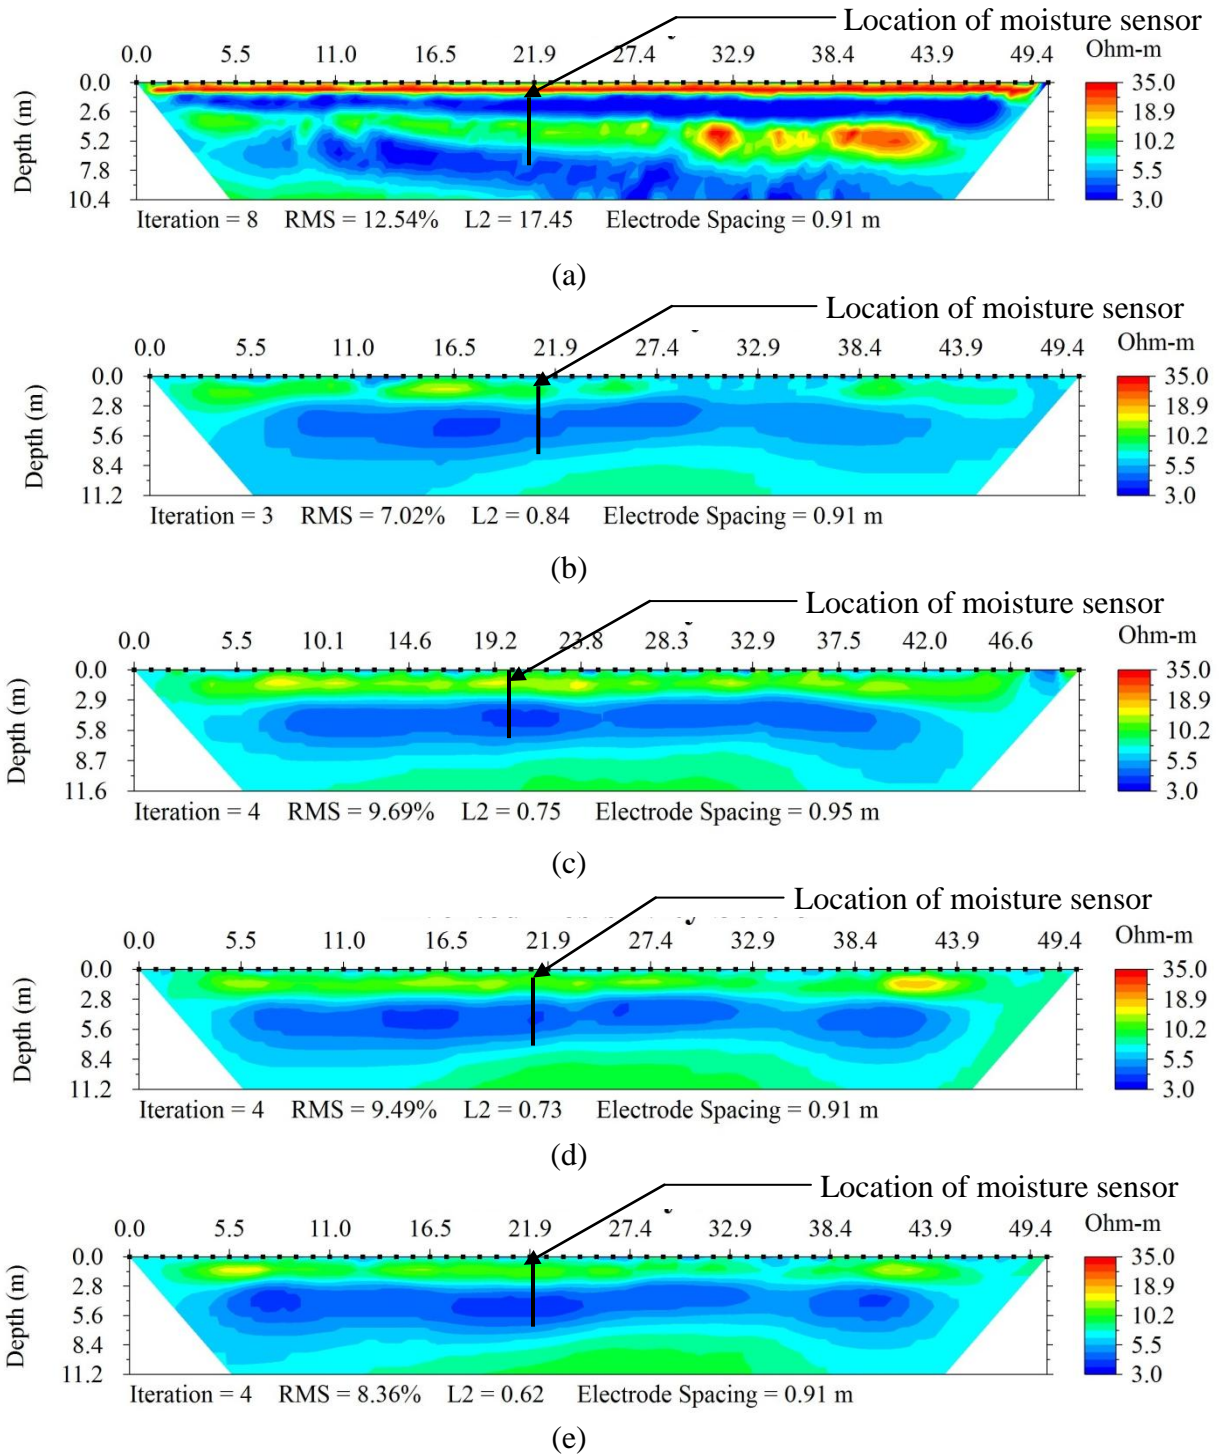 Location of moisture sensor
0.0 5.5 11.0 16.5 21.9 27.4 32.9 38.4 43.9 49.4 Ohm-m
0.0 35.0
2.6 18.9
Depth (m)
5.2 10.2
7.8 5.5
10.4 3.0
Iteration = 8 RMS = 12.54% L2 = 17.45 Electrode Spacing = 0.91 m
(a)
Location of moisture sensor
0.0 5.5 11.0 16.5 21.9 27.4 32.9 38.4 43.9 49.4 Ohm-m
0.0 35.0
2.8 18.9
Depth (m)
5.6 10.2
8.4 5.5
11.2 3.0
Iteration = 3 RMS = 7.02% L2 = 0.84 Electrode Spacing = 0.91 m
(b)
Location of moisture sensor
0.0 5.5 10.1 14.6 19.2 23.8 28.3 32.9 37.5 42.0 46.6 Ohm-m
0.0 35.0
2.9 18.9
Depth (m)
5.8 10.2
8.7 5.5
11.6 3.0
Iteration = 4 RMS = 9.69% L2 = 0.75 Electrode Spacing = 0.95 m
(c)
Location of moisture sensor
0.0 5.5 11.0 16.5 21.9 27.4 32.9 38.4 43.9 49.4 Ohm-m
0.0 35.0
2.8 18.9
Depth (m)
5.6 10.2
8.4 5.5
11.2 3.0
Iteration = 4 RMS = 9.49% L2 = 0.73 Electrode Spacing = 0.91 m
(d)
Location of moisture sensor
0.0 5.5 11.0 16.5 21.9 27.4 32.9 38.4 43.9 49.4 Ohm-m
0.0 35.0
2.8 18.9
Depth (m)
5.6 10.2
8.4 5.5
11.2 3.0
Iteration = 4 RMS = 8.36% L2 = 0.62 Electrode Spacing = 0.91 m
(e)